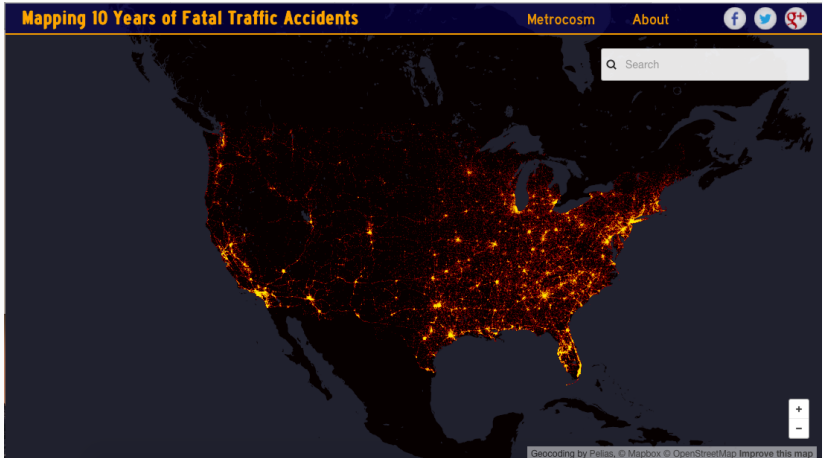 Mapping 10 Years of Fatal Traffic Accidents
Metrocosm
About
f
g+
Search
+
−
Geocoding by Pelias, © Mapbox © OpenStreetMap Improve this map